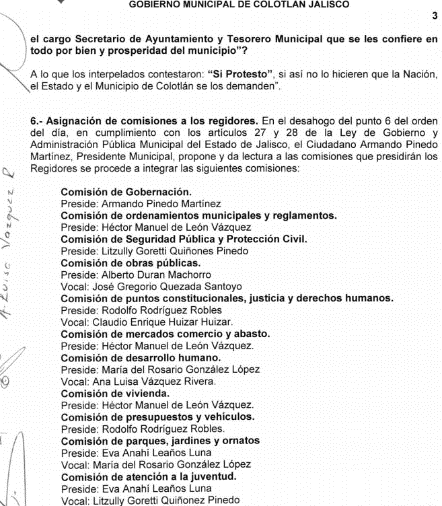 GOBIERNO MUNICIPAL DE COLOTLAN JALISCO
3
el cargo Secretario de Ayuntamiento y Tesorero Municipal que se les confiere en
todo por bien y prosperidad del municipio"?
A lo que los interpelados contestaron: "Si Protesto", si así no lo hicieren que la Nación,
el Estado y el Municipio de Colotlán se los demanden".
6.- Asignación de comisiones a los regidores. En el desahogo del punto 6 del orden
del día, en cumplimiento con los artículos 27 y 28 de la Ley de Gobierno y
Administración Pública Municipal del Estado de Jalisco, el Ciudadano Armando Pinedo
Martínez, Presidente Municipal, propone y da lectura a las comisiones que presidirán los
Regidores se procede a integrar las siguientes comisiones:
Comisión de Gobernación.
Preside: Armando Pinedo Martinez
Comisión de ordenamientos municipales y reglamentos.
Preside: Héctor Manuel de León Vázquez
Comisión de Seguridad Pública y Protección Civil.
Preside: Litzully Goretti Quiñones Pinedo
Comisión de obras públicas.
Preside: Alberto Duran Machorro
Vocal: José Gregorio Quezada Santoyo
Comisión de puntos constitucionales, justicia y derechos humanos.
Preside: Rodolfo Rodríguez Robles
Vocal: Claudio Enrique Huizar Huizar.
Comisión de mercados comercio y abasto.
Preside: Héctor Manuel de León Vázquez.
Comisión de desarrollo humano.
Preside: María del Rosario González López
Vocal: Ana Luisa Vázquez Rivera.
Comisión de vivienda.
Preside: Héctor Manuel de León Vázquez.
Comisión de presupuestos y vehículos.
Preside: Rodolfo Rodríguez Robles.
Comisión de parques, jardines y ornatos
Preside: Eva Anahí Leaños Luna
Vocal: María del Rosario González López
Comisión de atención a la juventud.
Preside: Eva Anahí Leaños Luna
Vocal: Litzully Goretti Quiñonez Pinedo
Vazquez R